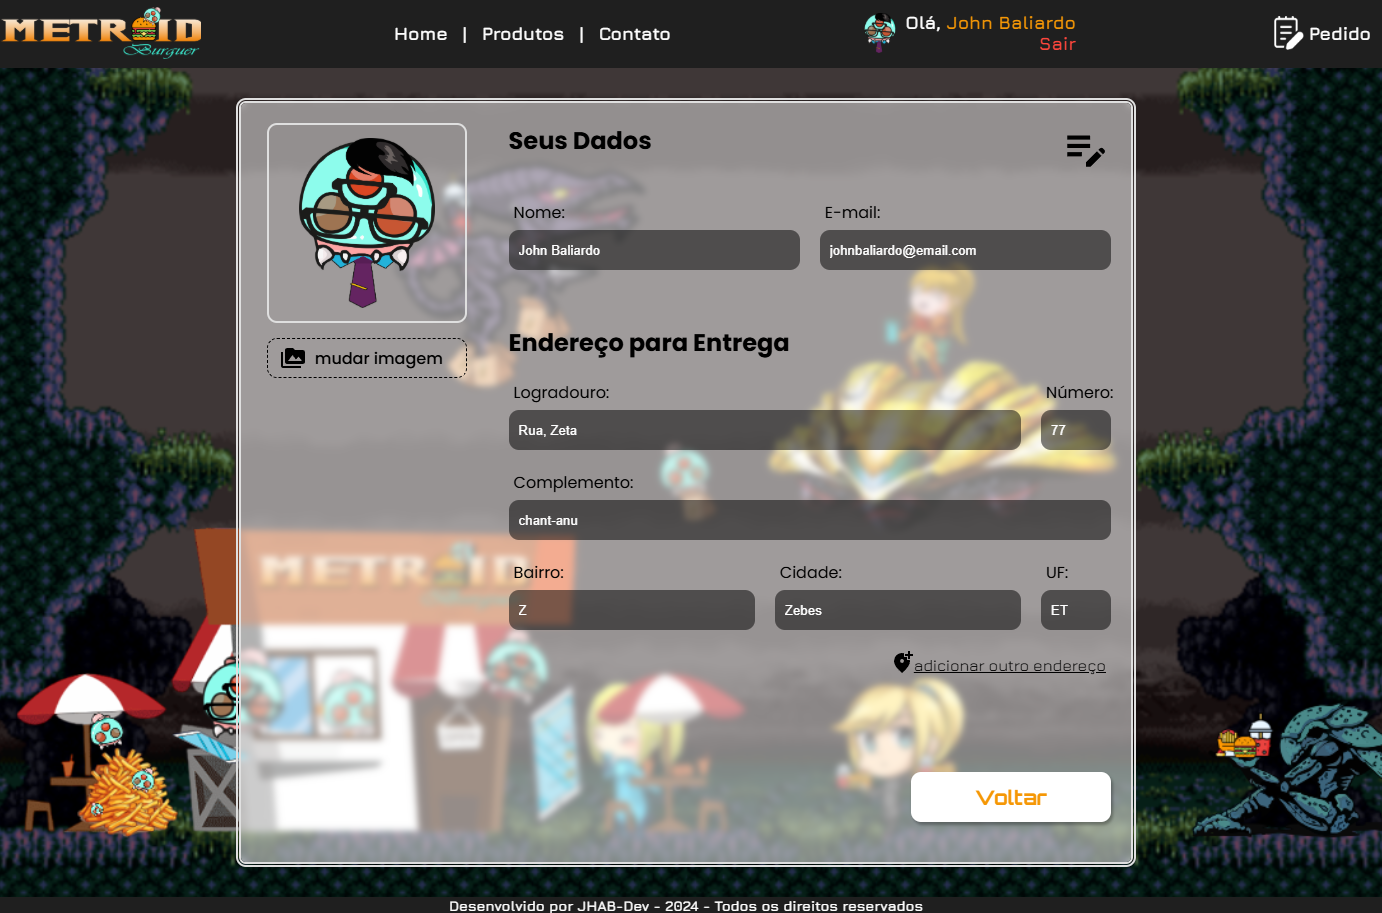 METROID
Burguer
Home | Produtos | Contato
Olá, John Baliardo
Sair
Pedido
Seus Dados
Nome:
E-mail:
John Baliardo
johnbaliardo@email.com
mudar imagem
Endereço para Entrega
Logradouro:
Número:
Rua, Zeta
77
Complemento:
chant-anu
METROID
Bairro:
Cidade:
UF:
Z
Zebes
ET
adicionar outro endereço
Voltar
Desenvolvido por JHAB-Dev - 2024 - Todos os direitos reservados